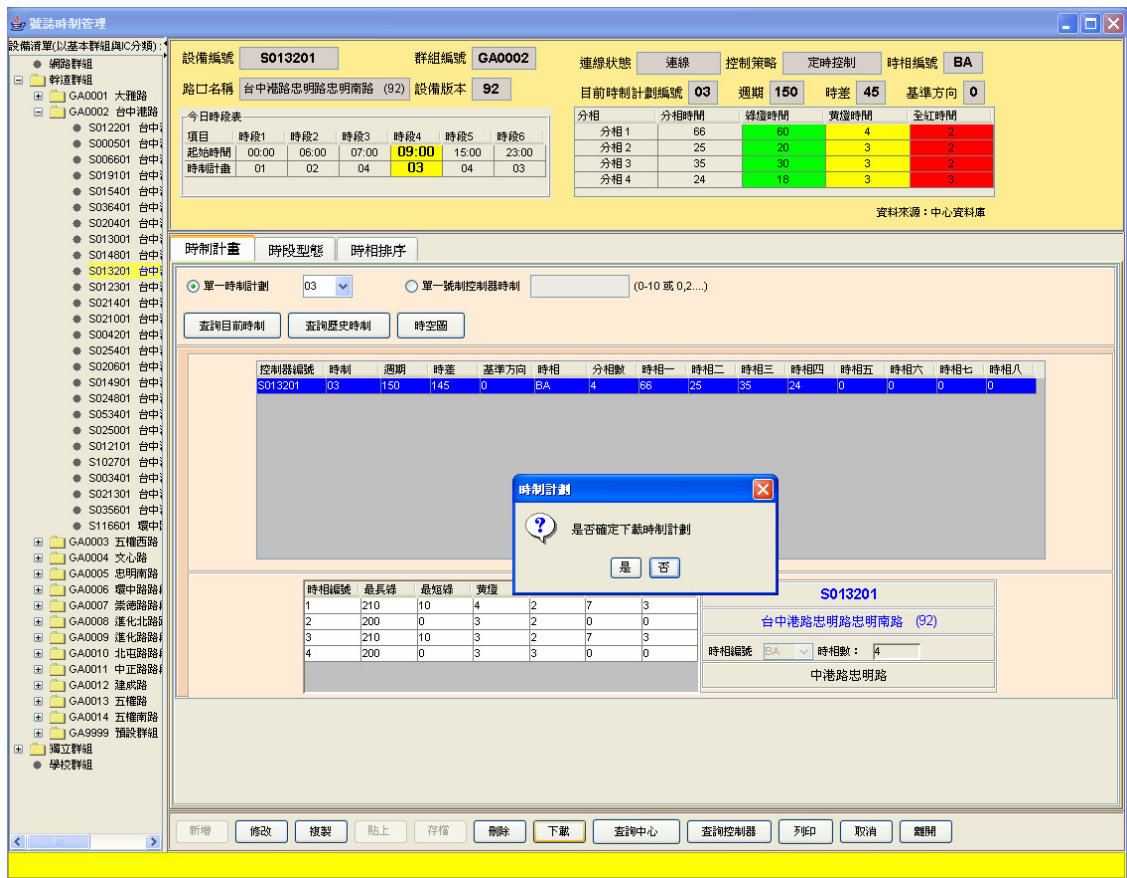 號誌時制管理
設備清單(以基本群組與IC分類):
網路群組
幹道群組
GA0001 大雅路
GA0002 台中港路
S012201 台中
S000501 台中
S006601 台中
S019101 台中
S015401 台中
S036401 台中
S020401 台中
S013001 台中
S014801 台中
S013201 台中
S012301 台中
S021401 台中
S021001 台中
S004201 台中
S025401 台中
S020601 台中
S014901 台中
S024801 台中
S053401 台中
S025001 台中
S012101 台中
S102701 台中
S003401 台中
S021301 台中
S035601 台中
S116601 環中
GA0003 五權西路
GA0004 文心路
GA0005 忠明南路
GA0006 環中路路
GA0007 崇德路路
GA0008 進化北路
GA0009 進化路路
GA0010 北屯路路
GA0011 中正路路
GA0012 建成路
GA0013 五權路
GA0014 五權南路
GA9999 預設群組
獨立群組
學校群組
設備編號 S013201 群組編號 GA0002
路口名稱 台中港路忠明路忠明南路 (92) 設備版本 92
今日時段表
項目 時段1 時段2 時段3 時段4 時段5 時段6
起始時間 00:00 06:00 07:00 09:00 15:00 23:00
時制計畫 01 02 04 03 04 03
連線狀態 連線 控制策略 定時控制 時相編號 BA
目前時制計劃編號 03 週期 150 時差 45 基準方向 0
分相 分相時間 綠燈時間 黃燈時間 全紅時間
分相 1 66 60 4 2
分相 2 25 20 3 2
分相 3 35 30 3 2
分相 4 24 18 3 3
資料來源：中心資料庫
時制計畫 時段型態 時相排序
單一時制計劃 03 單一號制控制器時制 (0-10 或 0,2....)
查詢目前時制 查詢歷史時制 時空圖
控制器編號 時制 週期 時差 基準方向 時相 分相數 時相一 時相二 時相三 時相四 時相五 時相六 時相七 時相八
S013201 03 150 145 0 BA 4 66 25 35 24 0 0 0 0
時制計劃
是否確定下載時制計劃
是 否
時相編號 最長綠 最短綠 黃燈
1 210 10 4 2 7 3
2 200 0 3 2 0 0
3 210 10 3 2 7 3
4 200 0 3 3 0 0
S013201
台中港路忠明路忠明南路 (92)
時相編號 BA 時相數： 4
中港路忠明路
新增 修改 複製 貼上 存檔 刪除 下載 查詢中心 查詢控制器 列印 取消 離開